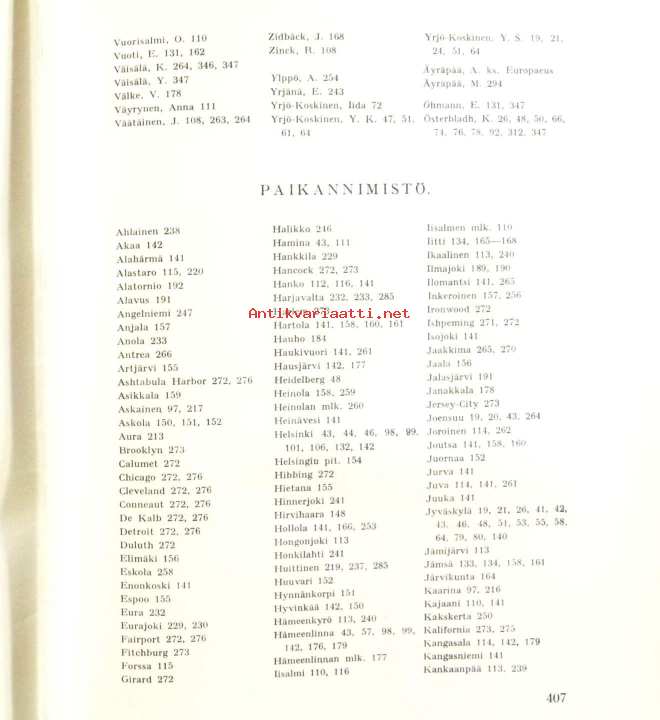 Vuorisalmi, O. 110
Vuoti, E. 131, 162
Väisälä, K. 264, 346, 347
Väisälä, Y. 347
Välke, V. 178
Väyrynen, Anna 111
Väätäinen, J. 108, 263, 264
Zidbäck, J. 168
Zinck, R. 108
Ylppö, A. 254
Yrjänä, E. 243
Yrjö-Koskinen, Iida 72
Yrjö-Koskinen, Y. K. 47, 51,
61, 64
Yrjö-Koskinen, Y. S. 19, 21,
24, 51, 64
Äyräpää, A. ks. Europaeus
Äyräpää, M. 294
Öhmann, E. 131, 347
Österbladh, K. 26, 48, 50, 66,
74, 76, 78, 92, 312, 347
PAIKANNIMISTÖ.
Ahlainen 238
Akaa 142
Alahärmä 141
Alastaro 115, 220
Alatornio 192
Alavus 191
Angelniemi 247
Anjala 157
Anola 233
Antrea 266
Artjärvi 155
Ashtabula Harbor 272, 276
Asikkala 159
Askainen 97, 217
Askola 150, 151, 152
Aura 213
Brooklyn 273
Calumet 272
Chicago 272, 276
Cleveland 272, 276
Conneaut 272, 276
De Kalb 272, 276
Detroit 272, 276
Duluth 272
Elimäki 156
Eskola 258
Enonkoski 141
Espoo 155
Eura 232
Eurajoki 229, 230
Fairport 272, 276
Fitchburg 273
Forssa 115
Girard 272
Halikko 246
Hamina 43, 111
Hankkila 229
Hancock 272, 273
Hanko 112, 116, 141
Harjavalta 232, 233, 285
Antikvariaatti.net
Hartola 141, 158, 160, 161
Hauho 184
Haukivuori 141, 261
Hausjärvi 142, 177
Heidelberg 48
Heinola 158, 259
Heinolan mlk. 260
Heinävesi 141
Helsinki 43, 44, 46, 98, 99,
101, 106, 132, 142
Helsingin pit. 154
Hibbing 272
Hietana 155
Hinnerjoki 241
Hirvihaara 148
Hollola 141, 166, 253
Hongonjoki 113
Honkilahti 241
Huittinen 219, 237, 285
Huuvari 152
Hynnänkorpi 151
Hyvinkää 142, 150
Hämeenkyrö 113, 240
Hämeenlinna 43, 57, 98, 99,
142, 176, 179
Hämeenlinnan mlk. 177
Iisalmi 110, 116
Iisalmen mlk. 110
Iitti 134, 165—168
Ikaalinen 113, 240
Ilmajoki 189, 190
Ilomantsi 141, 265
Inkeroinen 157, 256
Ironwood 272
Ishpeming 271, 272
Isojoki 141
Jaakkima 265, 270
Jaala 156
Jalasjärvi 191
Janakkala 178
Jersey-City 273
Joensuu 19, 20, 43, 264
Joroinen 114, 262
Joutsa 141, 158, 160
Juornaa 152
Jurva 141
Juva 114, 141, 261
Juuka 141
Jyväskylä 19, 21, 26, 41, 42,
43, 46, 48, 51, 53, 55, 58,
64, 79, 80, 140
Jämijärvi 113
Jämsä 133, 134, 158, 161
Järvikunta 164
Kaarina 97, 216
Kajaani 110, 141
Kakskerta 250
Kalifornia 273, 275
Kangasala 114, 142, 179
Kangasniemi 141
Kankaanpää 113, 239
407